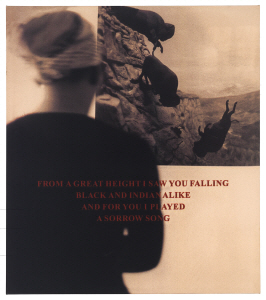 FROM A GREAT HEIGHT I SAW YOU FALLING
BLACK AND INDIAN ALIKE
AND FOR YOU I PLAYED
A SORROW SONG